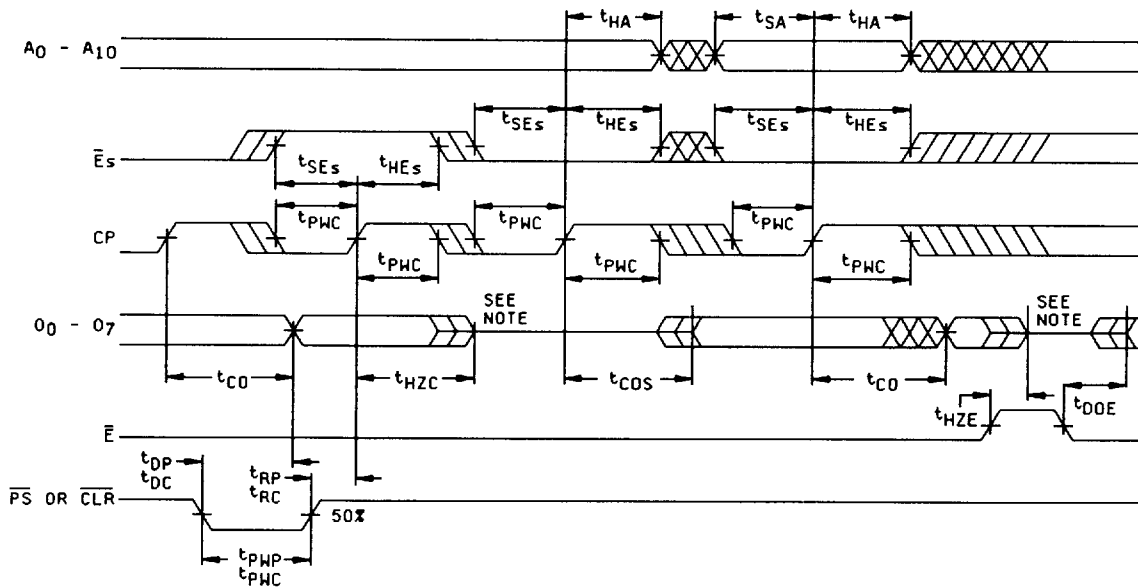 tHA tSA tHA
A0 - A10
tSEs tHEs tSEs tHEs
Ēs
tSEs tHEs
tPWC tPWC tPWC
CP
tPWC tPWC tPWC
SEE NOTE
SEE NOTE
O0 - O7
tCO tHZC tCOS tCO tHZE tDOE
Ē
tDP
tDC
tRP
tRC
P̅S̅ OR C̅L̅R̅
50%
tPWP
tPWC